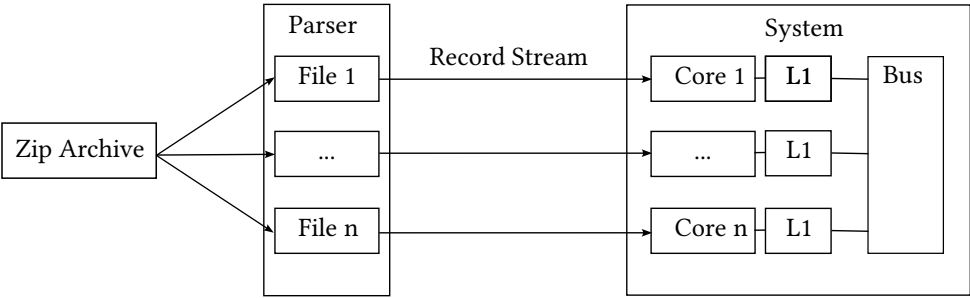 Parser
System
Record Stream
File 1
Core 1
L1
Bus
Zip Archive
...
...
L1
File n
Core n
L1